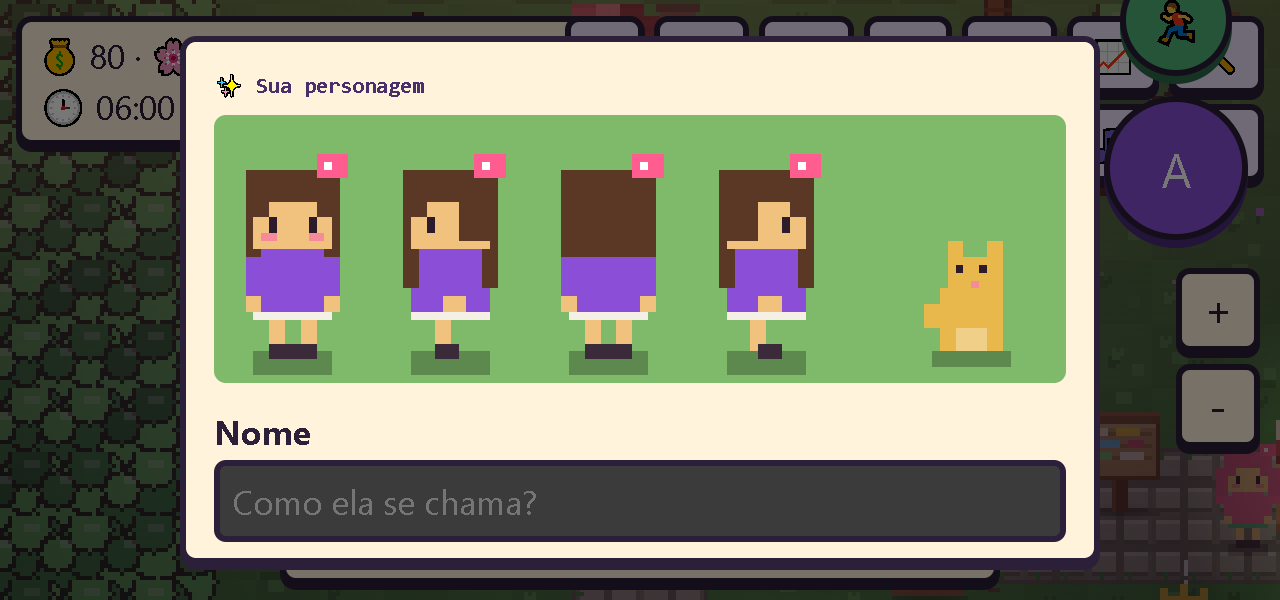 80 ·
06:00
Sua personagem
A
+
-
Nome
Como ela se chama?